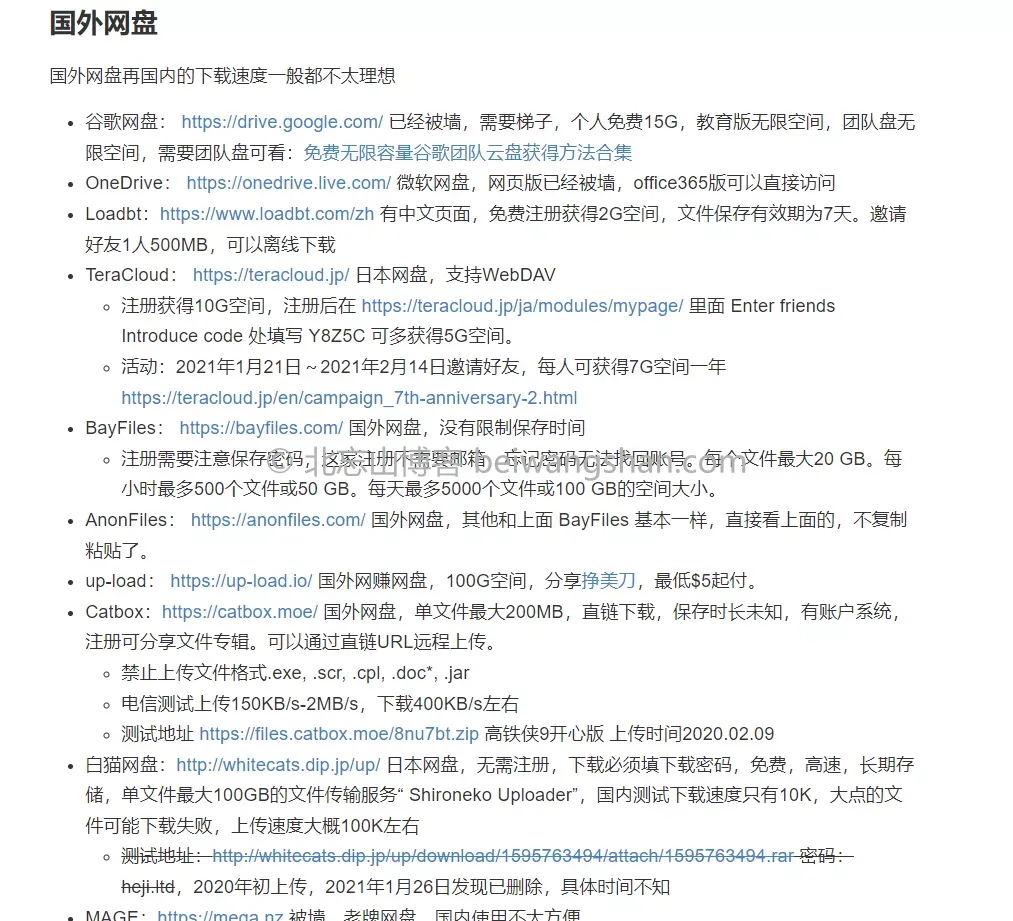 国外网盘
国外网盘再国内的下载速度一般都不太理想
谷歌网盘： https://drive.google.com/ 已经被墙，需要梯子，个人免费15G，教育版无限空间，团队盘无
限空间，需要团队盘可看：免费无限容量谷歌团队云盘获得方法合集
OneDrive： https://onedrive.live.com/ 微软网盘，网页版已经被墙，office365版可以直接访问
Loadbt：https://www.loadbt.com/zh 有中文页面，免费注册获得2G空间，文件保存有效期为7天。邀请
好友1人500MB，可以离线下载
TeraCloud： https://teracloud.jp/ 日本网盘，支持WebDAV
注册获得10G空间，注册后在 https://teracloud.jp/ja/modules/mypage/ 里面 Enter friends
Introduce code 处填写 Y8Z5C 可多获得5G空间。
活动：2021年1月21日～2021年2月14日邀请好友，每人可获得7G空间一年
https://teracloud.jp/en/campaign_7th-anniversary-2.html
BayFiles： https://bayfiles.com/ 国外网盘，没有限制保存时间
注册需要注意保存密码，这家注册不需要邮箱，忘记密码无法找回账号。每个文件最大20 GB。每
© 北忘山博客 beiwangshan.com
小时最多500个文件或50 GB。每天最多5000个文件或100 GB的空间大小。
AnonFiles： https://anonfiles.com/ 国外网盘，其他和上面 BayFiles 基本一样，直接看上面的，不复制
粘贴了。
up-load： https://up-load.io/ 国外网赚网盘，100G空间，分享挣美刀，最低$5起付。
Catbox：https://catbox.moe/ 国外网盘，单文件最大200MB，直链下载，保存时长未知，有账户系统，
注册可分享文件专辑。可以通过直链URL远程上传。
禁止上传文件格式.exe, .scr, .cpl, .doc*, .jar
电信测试上传150KB/s-2MB/s，下载400KB/s左右
测试地址 https://files.catbox.moe/8nu7bt.zip 高铁侠9开心版 上传时间2020.02.09
白猫网盘：http://whitecats.dip.jp/up/ 日本网盘，无需注册，下载必须填下载密码，免费，高速，长期存
储，单文件最大100GB的文件传输服务“ Shironeko Uploader”，国内测试下载速度只有10K，大点的文
件可能下载失败，上传速度大概100K左右
测试地址：http://whitecats.dip.jp/up/download/1595763494/attach/1595763494.rar 密码：
heji.ltd，2020年初上传，2021年1月26日发现已删除，具体时间不知
MAGE：https://mega.nz 被墙，老牌网盘，国内使用不太方便